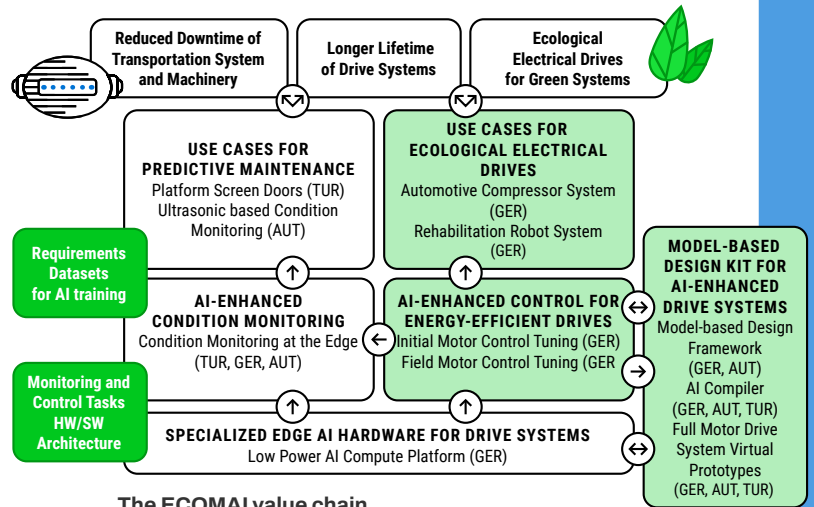 Reduced Downtime of
Transportation System
and Machinery
Longer Lifetime
of Drive Systems
Ecological
Electrical Drives
for Green Systems
USE CASES FOR
PREDICTIVE MAINTENANCE
Platform Screen Doors (TUR)
Ultrasonic based Condition
Monitoring (AUT)
USE CASES FOR
ECOLOGICAL ELECTRICAL
DRIVES
Automotive Compressor System
(GER)
Rehabilitation Robot System
(GER)
Requirements
Datasets
for AI training
AI-ENHANCED
CONDITION MONITORING
Condition Monitoring at the Edge
(TUR, GER, AUT)
AI-ENHANCED CONTROL FOR
ENERGY-EFFICIENT DRIVES
Initial Motor Control Tuning (GER)
Field Motor Control Tuning (GER
MODEL-BASED
DESIGN KIT FOR
AI-ENHANCED
DRIVE SYSTEMS
Model-based Design
Framework
(GER, AUT)
AI Compiler
(GER, AUT, TUR)
Full Motor Drive
System Virtual
Prototypes
(GER, AUT, TUR)
Monitoring and
Control Tasks
HW/SW
Architecture
SPECIALIZED EDGE AI HARDWARE FOR DRIVE SYSTEMS
Low Power AI Compute Platform (GER)
The ECOMAI value chain